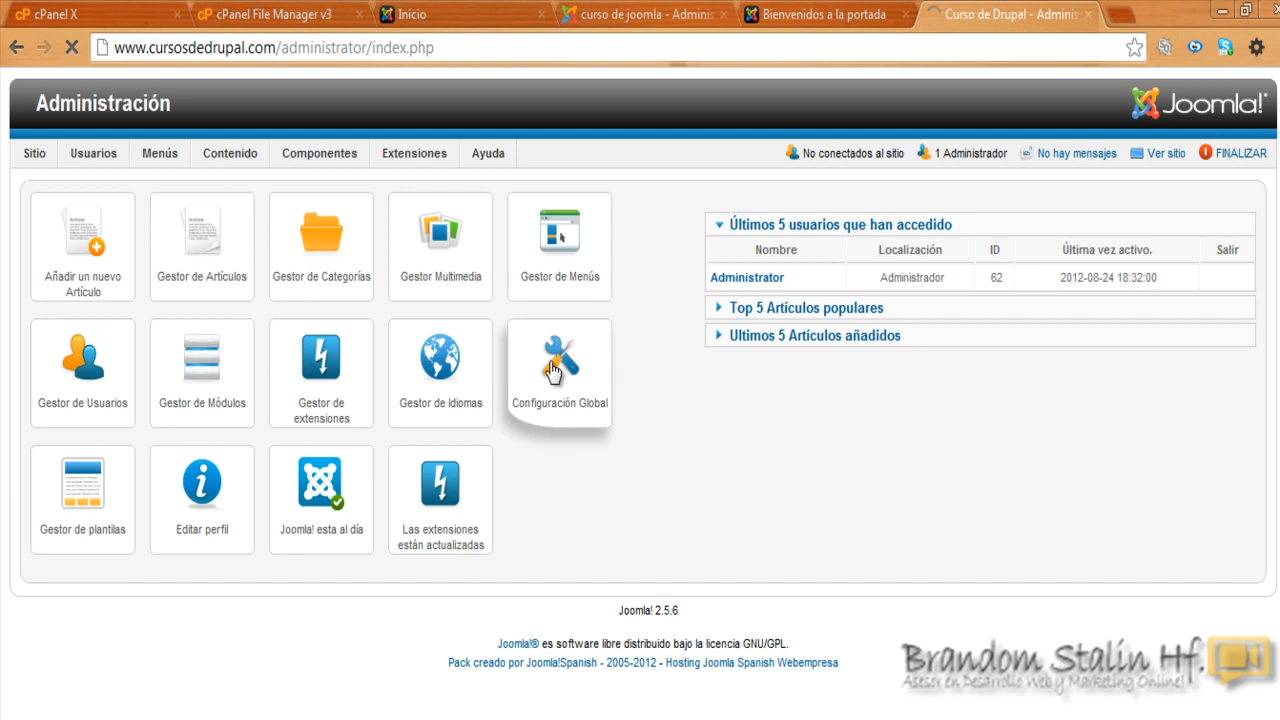 cPanel X
cPanel File Manager v3
Inicio
curso de joomla - Adminis
Bienvenidos a la portada
Curso de Drupal - Adminis
www.cursosdedrupal.com/administrator/index.php
Administración
Joomla!
Sitio
Usuarios
Menús
Contenido
Componentes
Extensiones
Ayuda
No conectados al sitio
1 Administrador
No hay mensajes
Ver sitio
FINALIZAR
Añadir un nuevo
Artículo
Gestor de Artículos
Gestor de Categorías
Gestor Multimedia
Gestor de Menús
Gestor de Usuarios
Gestor de Módulos
Gestor de
extensiones
Gestor de Idiomas
Configuración Global
Gestor de plantilas
Editar perfil
Joomla! esta al día
Las extensiones
están actualizadas
Últimos 5 usuarios que han accedido
Nombre
Localización
ID
Última vez activo.
Salir
Administrator
Administrador
62
2012-08-24 18:32:00
Top 5 Artículos populares
Ultimos 5 Artículos añadidos
Joomla! 2.5.6
Joomla!® es software libre distribuido bajo la licencia GNU/GPL.
Pack creado por Joomla!Spanish - 2005-2012 - Hosting Joomla Spanish Webempresa
Brandom Stalin Hf.
Asesor en Desarrollo Web y Marketing Online!